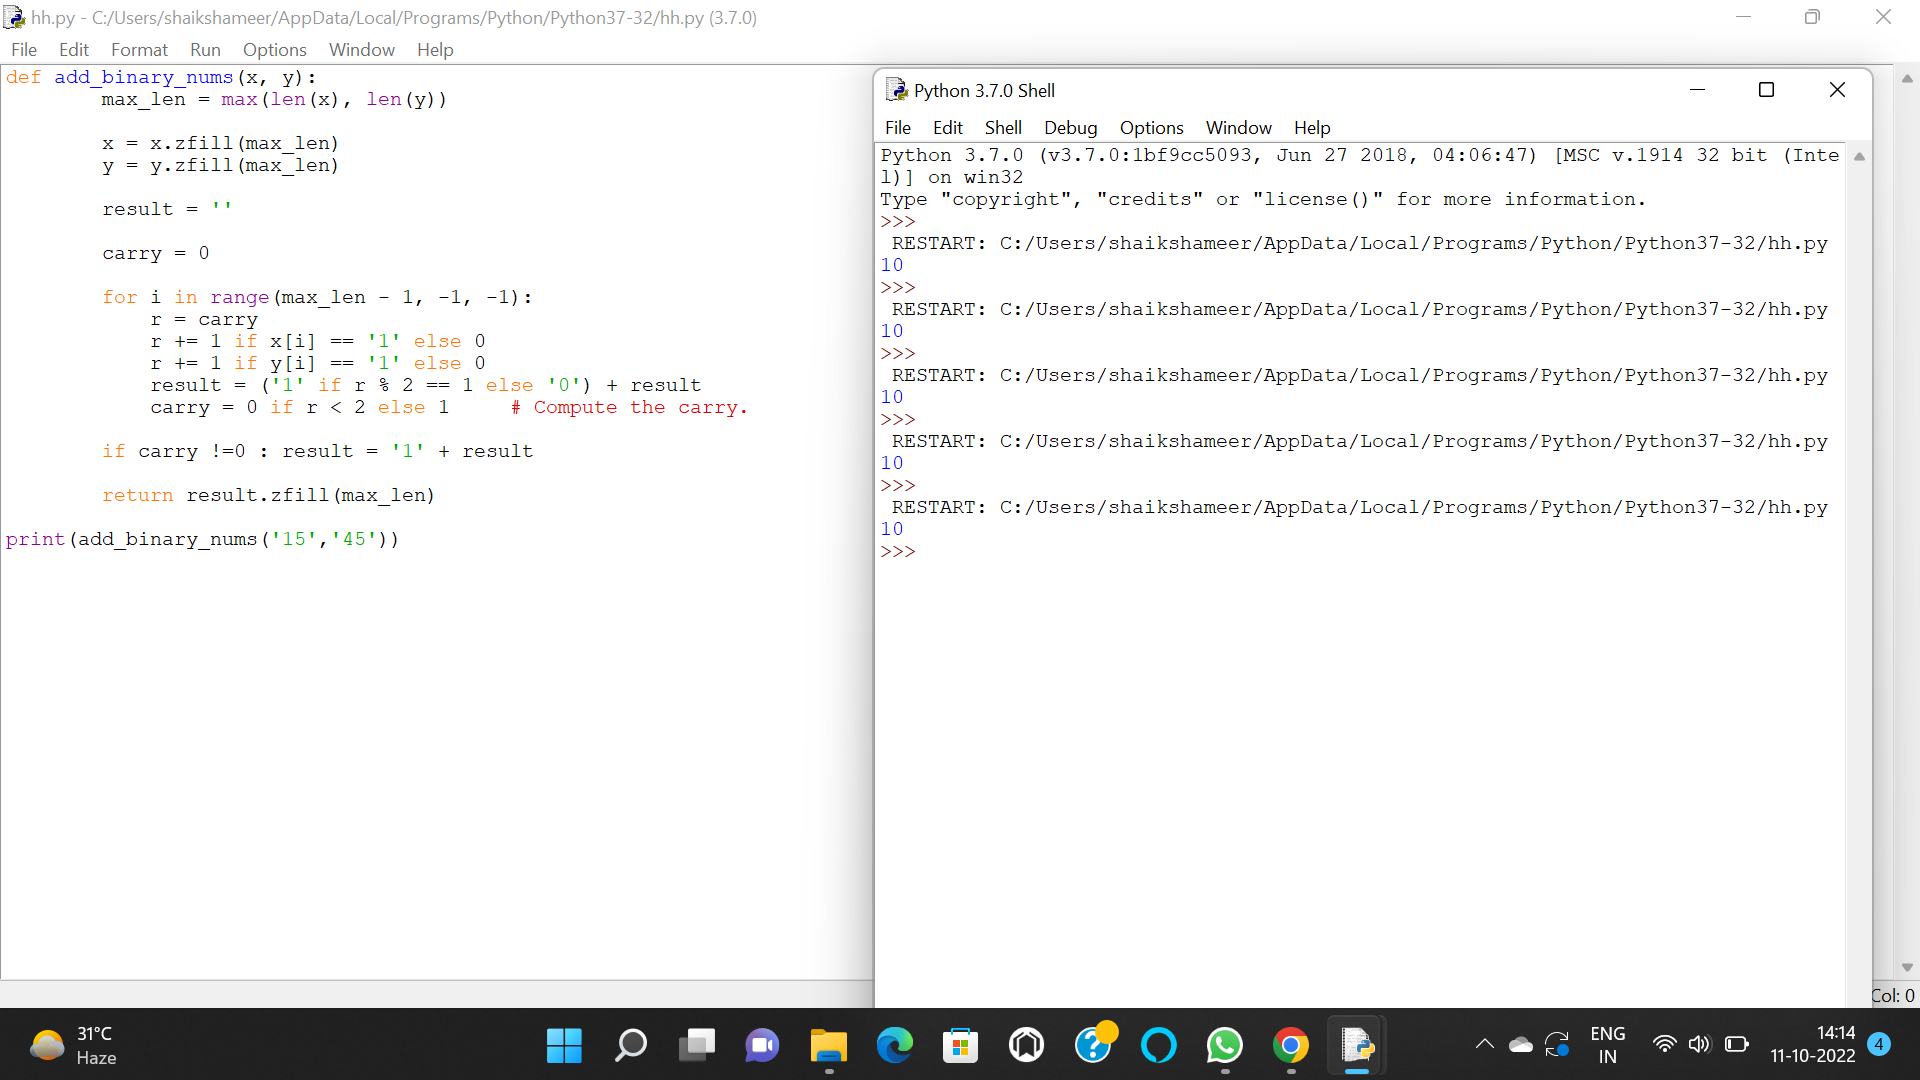 hh.py - C:/Users/shaikshameer/AppData/Local/Programs/Python/Python37-32/hh.py (3.7.0)
File Edit Format Run Options Window Help
def add_binary_nums(x, y):
        max_len = max(len(x), len(y))

        x = x.zfill(max_len)
        y = y.zfill(max_len)

        result = ''

        carry = 0

        for i in range(max_len - 1, -1, -1):
            r = carry
            r += 1 if x[i] == '1' else 0
            r += 1 if y[i] == '1' else 0
            result = ('1' if r % 2 == 1 else '0') + result
            carry = 0 if r < 2 else 1     # Compute the carry.

        if carry !=0 : result = '1' + result

        return result.zfill(max_len)

print(add_binary_nums('15','45'))
Python 3.7.0 Shell
File Edit Shell Debug Options Window Help
Python 3.7.0 (v3.7.0:1bf9cc5093, Jun 27 2018, 04:06:47) [MSC v.1914 32 bit (Inte
l)] on win32
Type "copyright", "credits" or "license()" for more information.
>>>
 RESTART: C:/Users/shaikshameer/AppData/Local/Programs/Python/Python37-32/hh.py
10
>>>
 RESTART: C:/Users/shaikshameer/AppData/Local/Programs/Python/Python37-32/hh.py
10
>>>
 RESTART: C:/Users/shaikshameer/AppData/Local/Programs/Python/Python37-32/hh.py
10
>>>
 RESTART: C:/Users/shaikshameer/AppData/Local/Programs/Python/Python37-32/hh.py
10
>>>
 RESTART: C:/Users/shaikshameer/AppData/Local/Programs/Python/Python37-32/hh.py
10
>>>
Col: 0
31°C
Haze
ENG
IN
14:14
11-10-2022
4